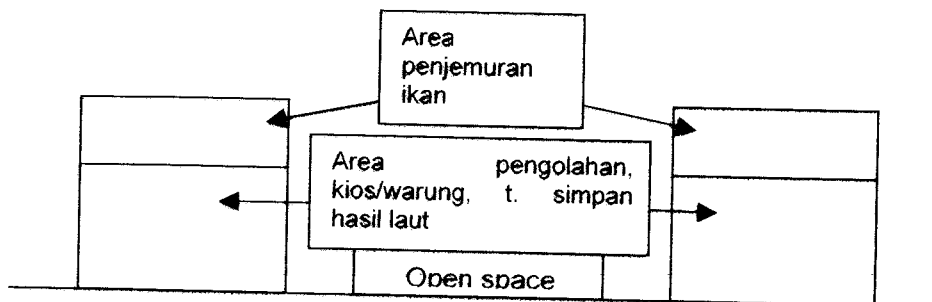 Area
penjemuran
ikan
Area pengolahan,
kios/warung, t. simpan
hasil laut
Open space